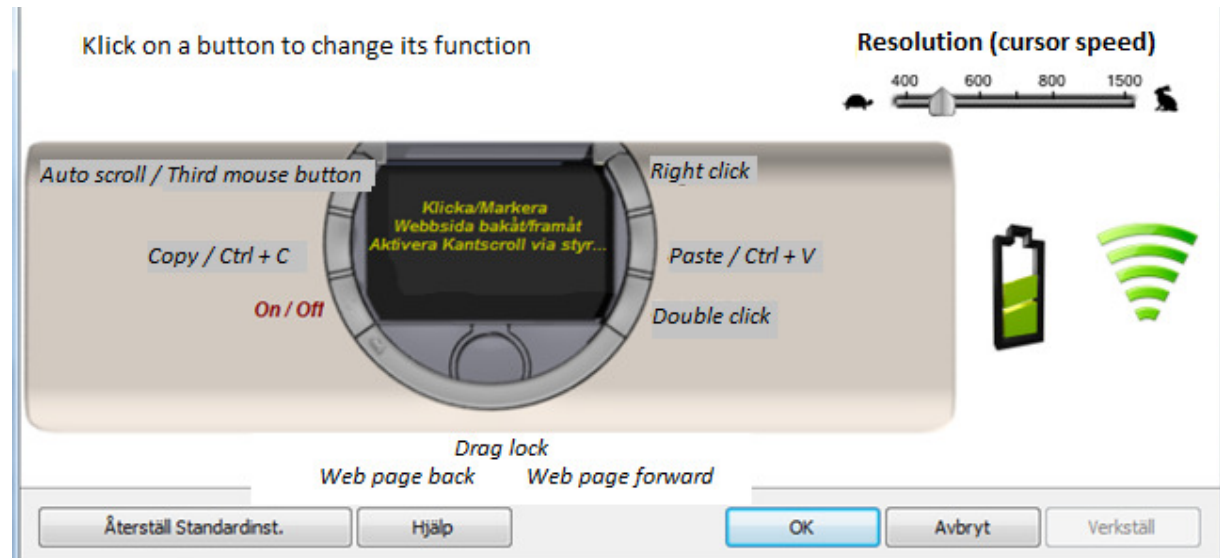 Klick on a button to change its function
Resolution (cursor speed)
400 600 800 1500
Auto scroll / Third mouse button
Right click
Klicka/Markera
Webbsida bakåt/framåt
Aktivera Kantscroll via styr...
Copy / Ctrl + C
Paste / Ctrl + V
On / Off
Double click
Drag lock
Web page back
Web page forward
Återställ Standardinst.
Hjälp
OK
Avbryt
Verkställ